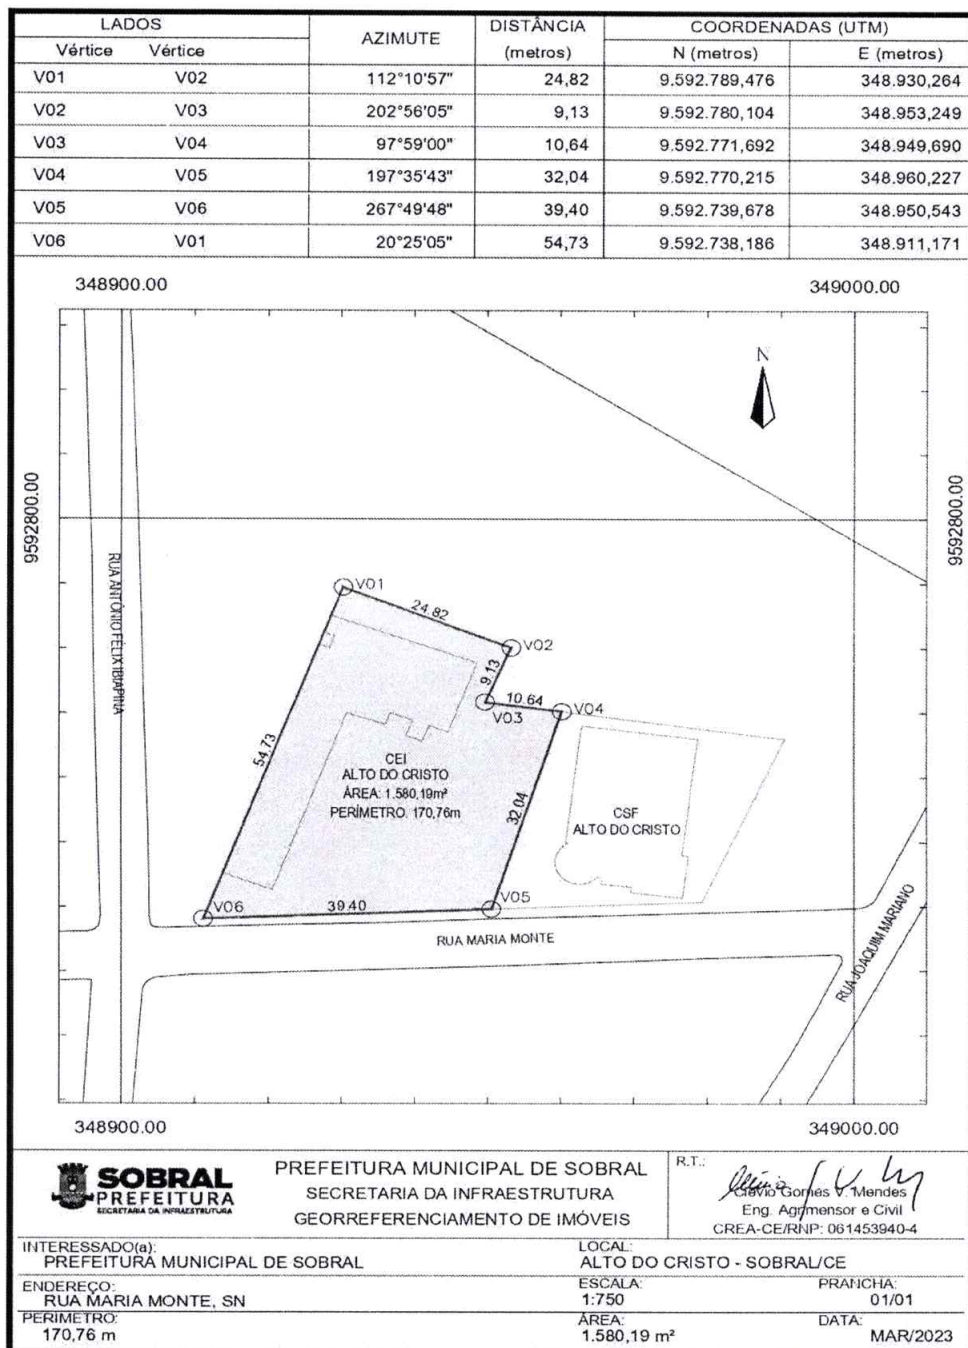 LADOS AZIMUTE DISTÂNCIA COORDENADAS (UTM)
Vértice Vértice (metros) N (metros) E (metros)
V01 V02 112°10'57" 24,82 9.592.789,476 348.930,264
V02 V03 202°56'05" 9,13 9.592.780,104 348.953,249
V03 V04 97°59'00" 10,64 9.592.771,692 348.949,690
V04 V05 197°35'43" 32,04 9.592.770,215 348.960,227
V05 V06 267°49'48" 39,40 9.592.739,678 348.950,543
V06 V01 20°25'05" 54,73 9.592.738,186 348.911,171
348900.00 349000.00
N
9592800.00 9592800.00
RUA ANTÔNIO FÉLIX IBIAPINA
V01
24.82
V02
9.13
10.64
V03
V04
54.73
CEI
ALTO DO CRISTO
ÁREA: 1.580,19m²
PERÍMETRO: 170,76m
32.04
CSF
ALTO DO CRISTO
V06
39.40
V05
RUA MARIA MONTE
RUA JOAQUIM MARIANO
348900.00 349000.00
SOBRAL
PREFEITURA
SECRETARIA DA INFRAESTRUTURA
PREFEITURA MUNICIPAL DE SOBRAL
SECRETARIA DA INFRAESTRUTURA
GEORREFERENCIAMENTO DE IMÓVEIS
R.T.:
Clévio Gomes V. Mendes
Eng. Agrimensor e Civil
CREA-CE/RNP: 061453940-4
INTERESSADO(a): LOCAL:
PREFEITURA MUNICIPAL DE SOBRAL ALTO DO CRISTO - SOBRAL/CE
ENDEREÇO: ESCALA: PRANCHA:
RUA MARIA MONTE, SN 1:750 01/01
PERÍMETRO: ÁREA: DATA:
170,76 m 1.580,19 m² MAR/2023